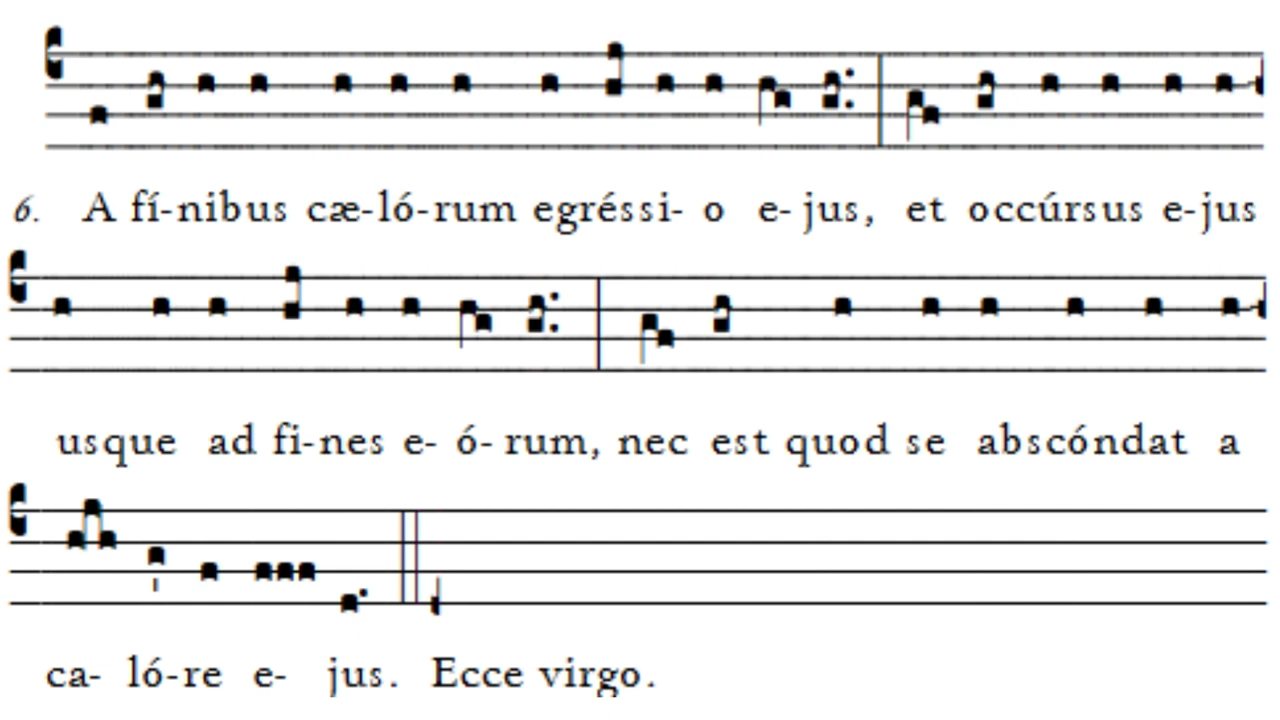 6. A fí-nibus cæ-ló-rum egréssi- o e- jus, et occúrsus e-jus
usque ad fi-nes e- ó- rum, nec est quod se abscóndat a
ca- ló-re e- jus. Ecce virgo.